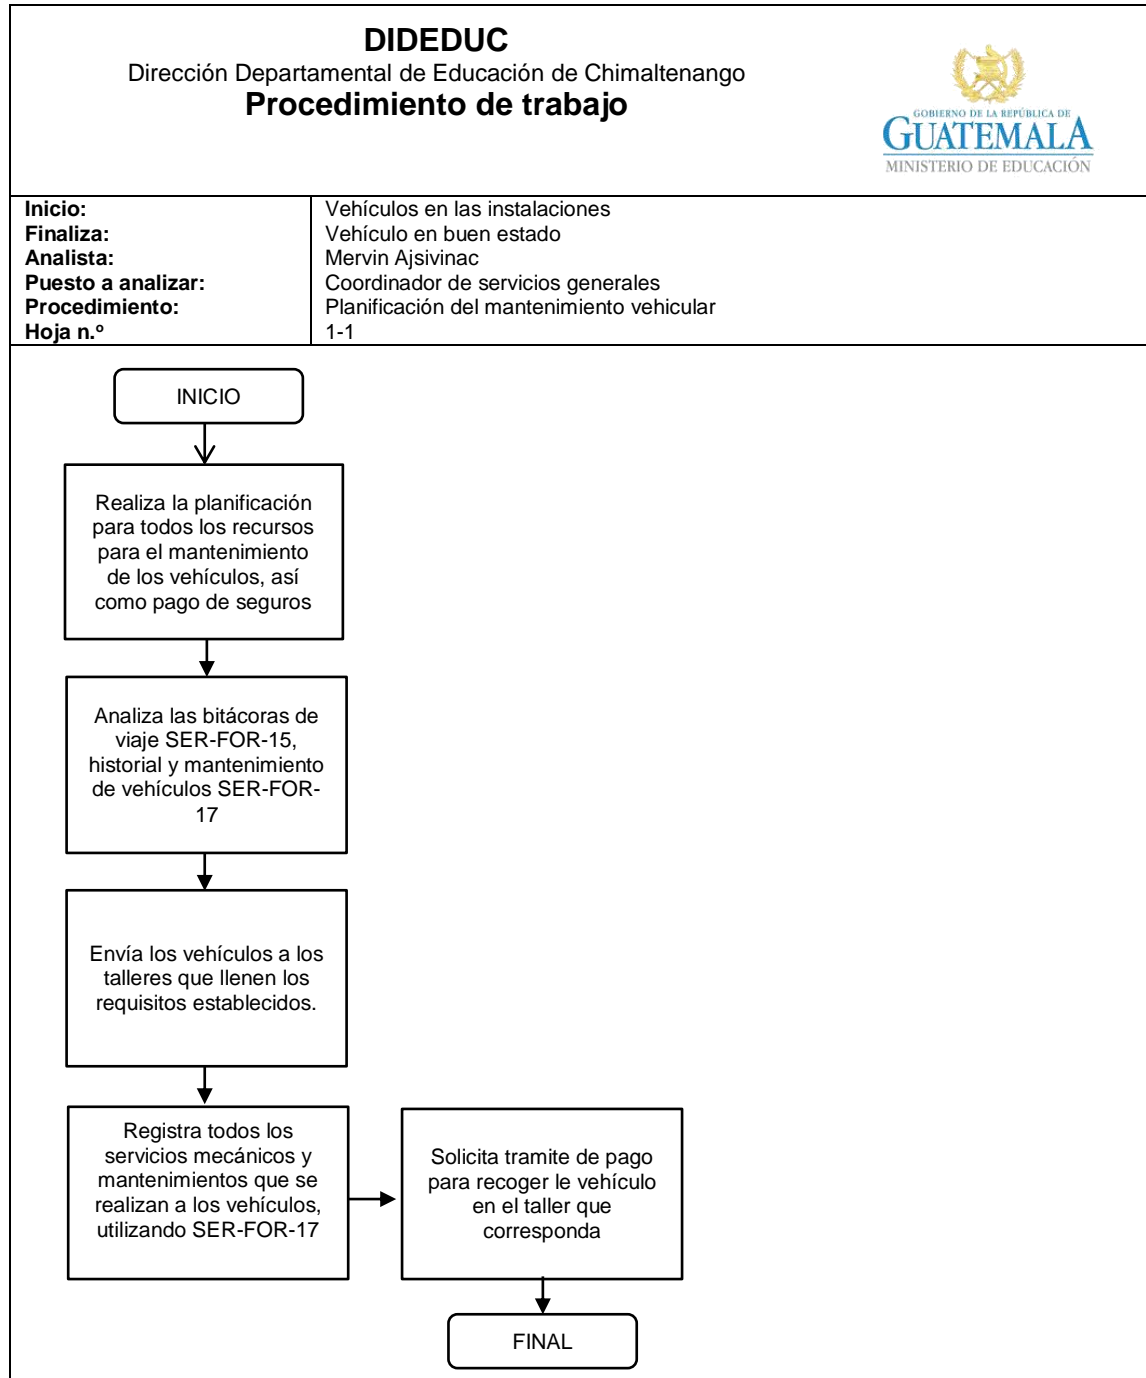 DIDEDUC
Dirección Departamental de Educación de Chimaltenango
Procedimiento de trabajo
GOBIERNO DE LA REPÚBLICA DE
GUATEMALA
MINISTERIO DE EDUCACIÓN
Inicio: Vehículos en las instalaciones
Finaliza: Vehículo en buen estado
Analista: Mervin Ajsivinac
Puesto a analizar: Coordinador de servicios generales
Procedimiento: Planificación del mantenimiento vehicular
Hoja n.º 1-1
INICIO
Realiza la planificación
para todos los recursos
para el mantenimiento
de los vehículos, así
como pago de seguros
Analiza las bitácoras de
viaje SER-FOR-15,
historial y mantenimiento
de vehículos SER-FOR-
17
Envía los vehículos a los
talleres que llenen los
requisitos establecidos.
Registra todos los
servicios mecánicos y
mantenimientos que se
realizan a los vehículos,
utilizando SER-FOR-17
Solicita tramite de pago
para recoger le vehículo
en el taller que
corresponda
FINAL